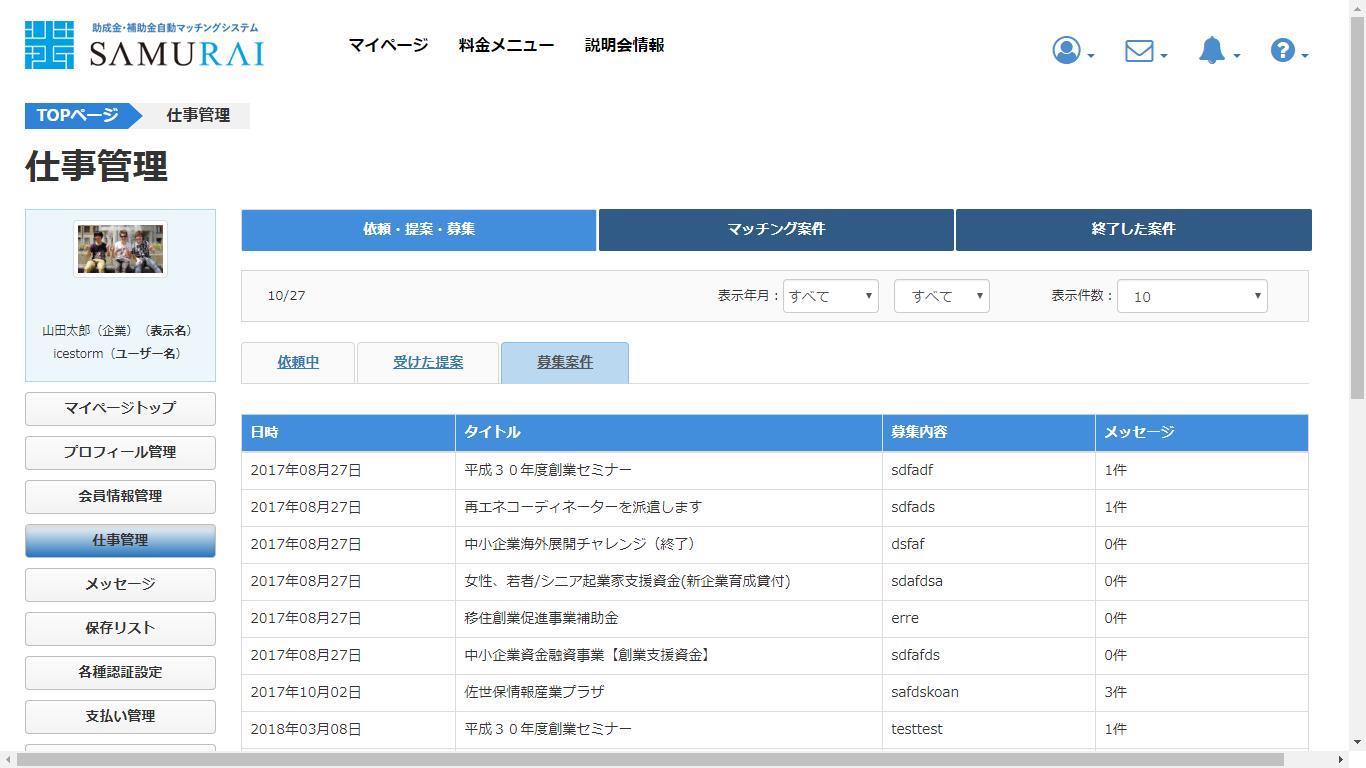 助成金・補助金自動マッチングシステム
SAMURAI
マイページ 料金メニュー 説明会情報
TOPページ 仕事管理
仕事管理
山田太郎（企業）（表示名）
icestorm（ユーザー名）
マイページトップ
プロフィール管理
会員情報管理
仕事管理
メッセージ
保存リスト
各種認証設定
支払い管理
依頼・提案・募集 マッチング案件 終了した案件
10/27 表示年月： すべて すべて 表示件数： 10
依頼中 受けた提案 募集案件
日時 タイトル 募集内容 メッセージ
2017年08月27日 平成３０年度創業セミナー sdfadf 1件
2017年08月27日 再エネコーディネーターを派遣します sdfads 1件
2017年08月27日 中小企業海外展開チャレンジ（終了） dsfaf 0件
2017年08月27日 女性、若者/シニア起業家支援資金(新企業育成貸付) sdafdsa 0件
2017年08月27日 移住創業促進事業補助金 erre 0件
2017年08月27日 中小企業資金融資事業【創業支援資金】 sdfafds 0件
2017年10月02日 佐世保情報産業プラザ safdskoan 3件
2018年03月08日 平成３０年度創業セミナー testtest 1件